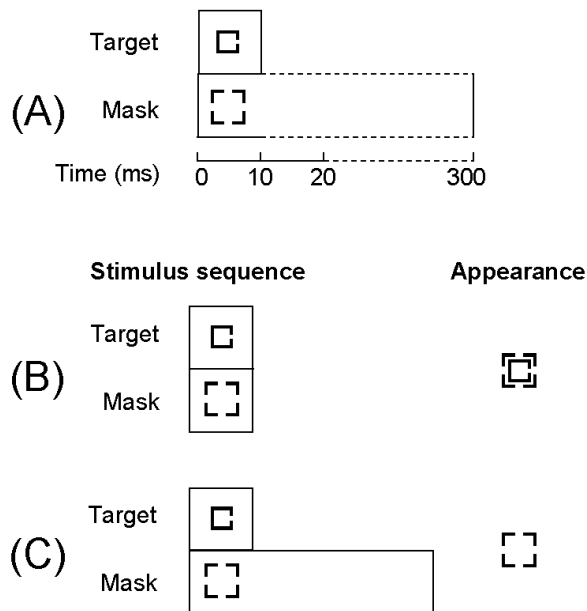 Target
(A)
Mask
Time (ms)
0 10 20 300
Stimulus sequence Appearance
Target
(B)
Mask
Target
(C)
Mask